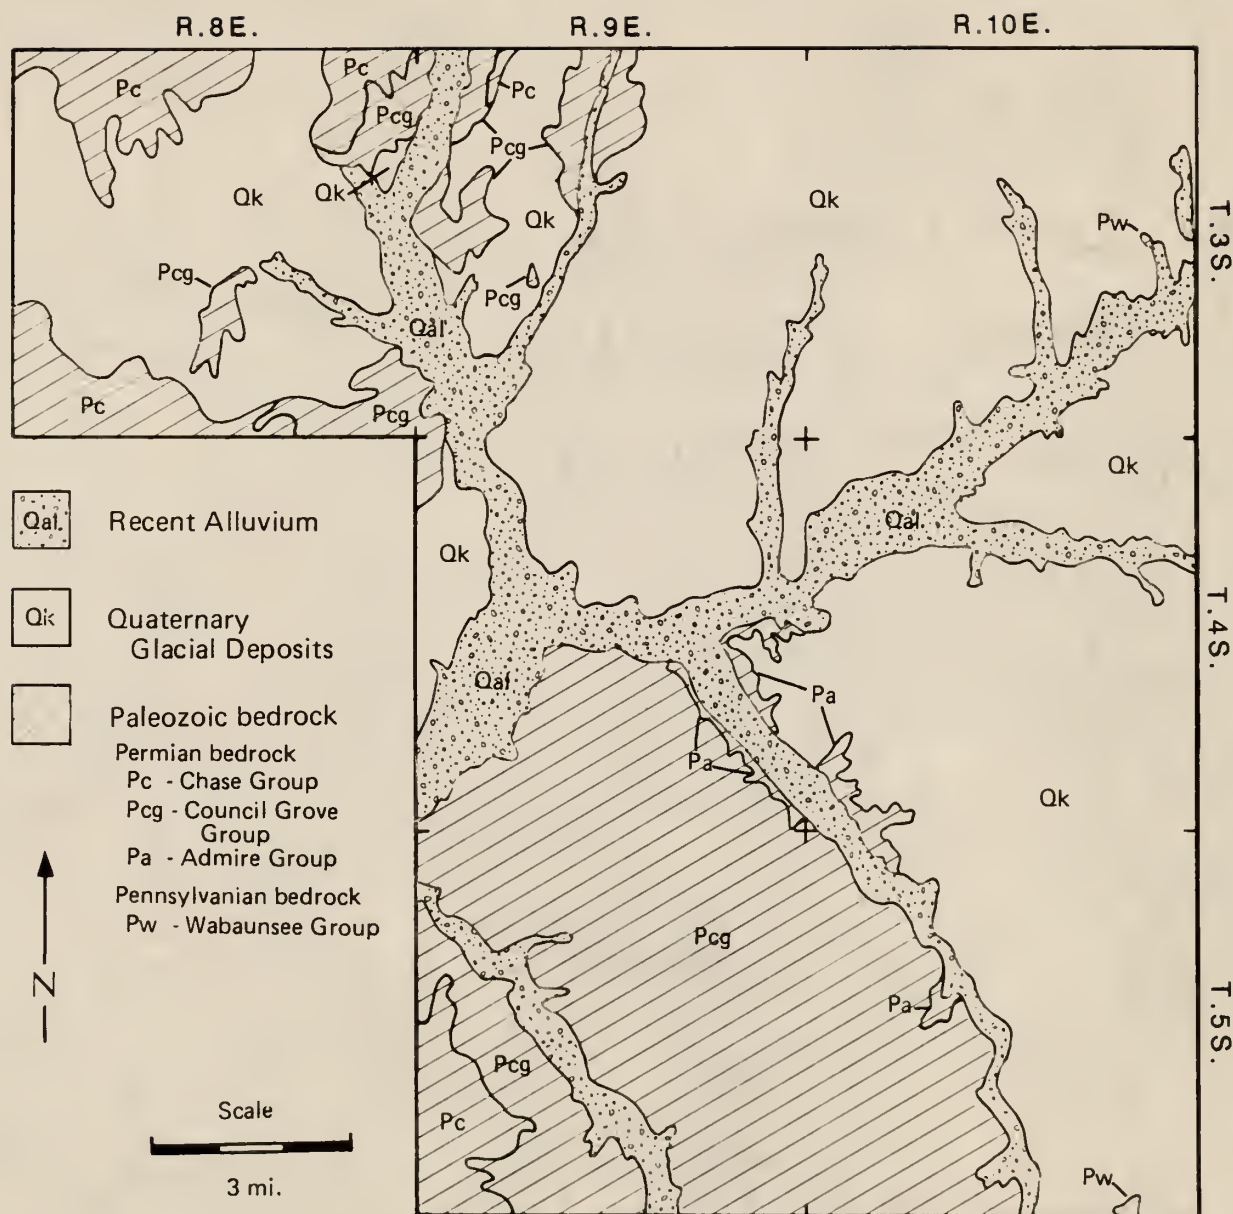 R.8E. R.9E. R.10E.
Pc
Pc
Pc
Pcg
Pcg
Qk
Qk
Qk
Qk
Pw
T.3S.
Pcg
Pcg
Qal
Pc
Pcg
Qk
Qal
Qk
Qal
Pa
Pa
Qk
T.4S.
Qal. Recent Alluvium
Qk Quaternary
Glacial Deposits
Paleozoic bedrock
Permian bedrock
Pc - Chase Group
Pcg - Council Grove
Group
Pa - Admire Group
Pennsylvanian bedrock
Pw - Wabaunsee Group
N
Scale
3 mi.
Pcg
Pa
Pcg
Pc
Pw
T.5S.